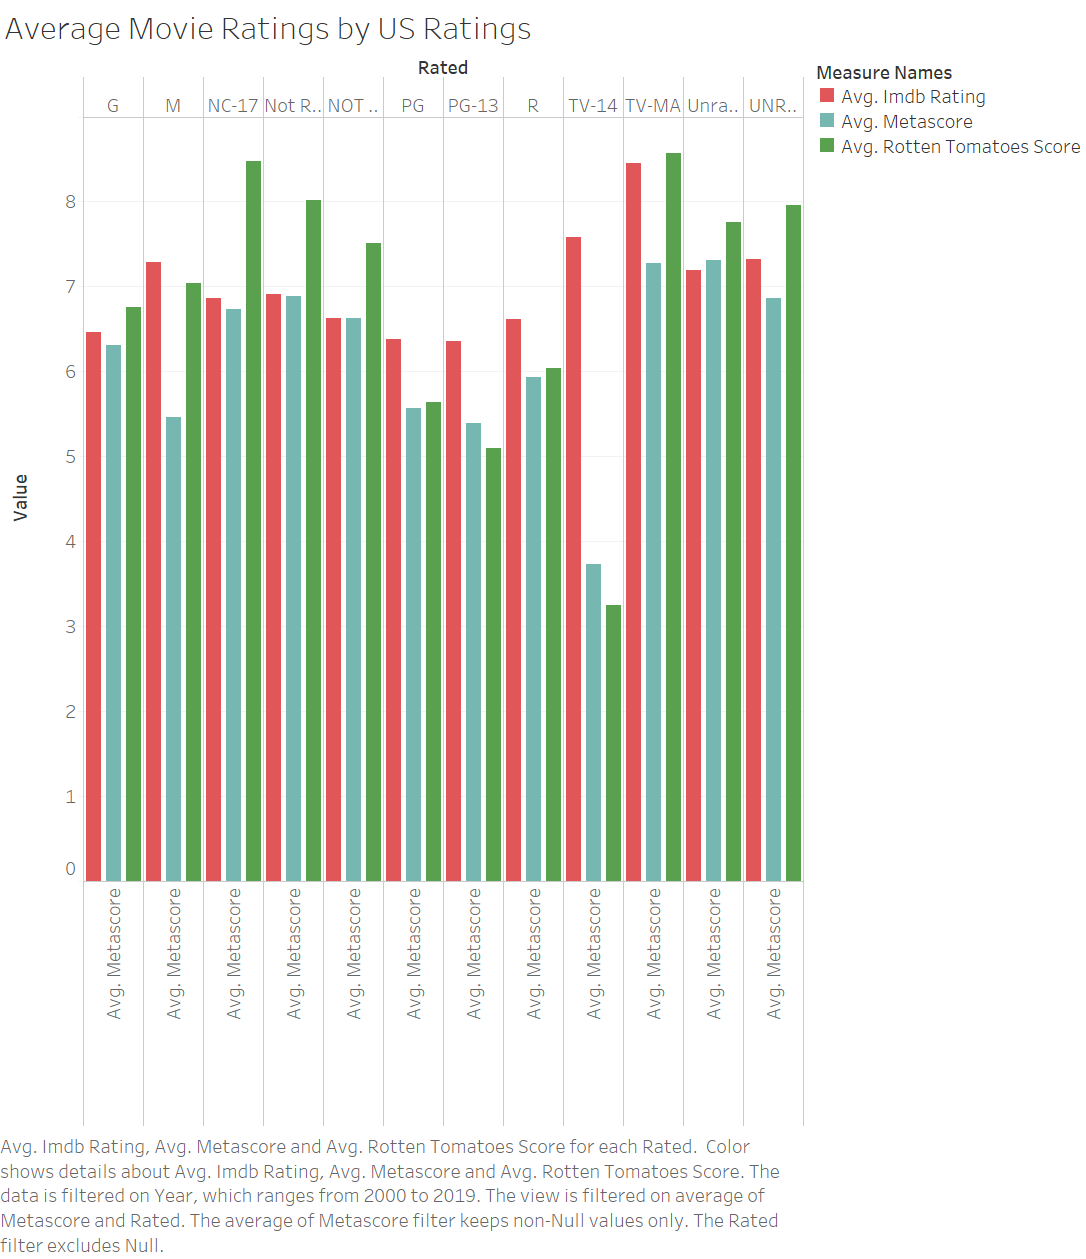 Average Movie Ratings by US Ratings
Rated
Measure Names
G M NC-17 Not R.. NOT .. PG PG-13 R TV-14 TV-MA Unra.. UNR..
Avg. Imdb Rating
Avg. Metascore
Avg. Rotten Tomatoes Score
8
7
6
5
Value
4
3
2
1
0
Avg. Metascore
Avg. Metascore
Avg. Metascore
Avg. Metascore
Avg. Metascore
Avg. Metascore
Avg. Metascore
Avg. Metascore
Avg. Metascore
Avg. Metascore
Avg. Metascore
Avg. Metascore
Avg. Imdb Rating, Avg. Metascore and Avg. Rotten Tomatoes Score for each Rated.  Color
shows details about Avg. Imdb Rating, Avg. Metascore and Avg. Rotten Tomatoes Score. The
data is filtered on Year, which ranges from 2000 to 2019. The view is filtered on average of
Metascore and Rated. The average of Metascore filter keeps non-Null values only. The Rated
filter excludes Null.